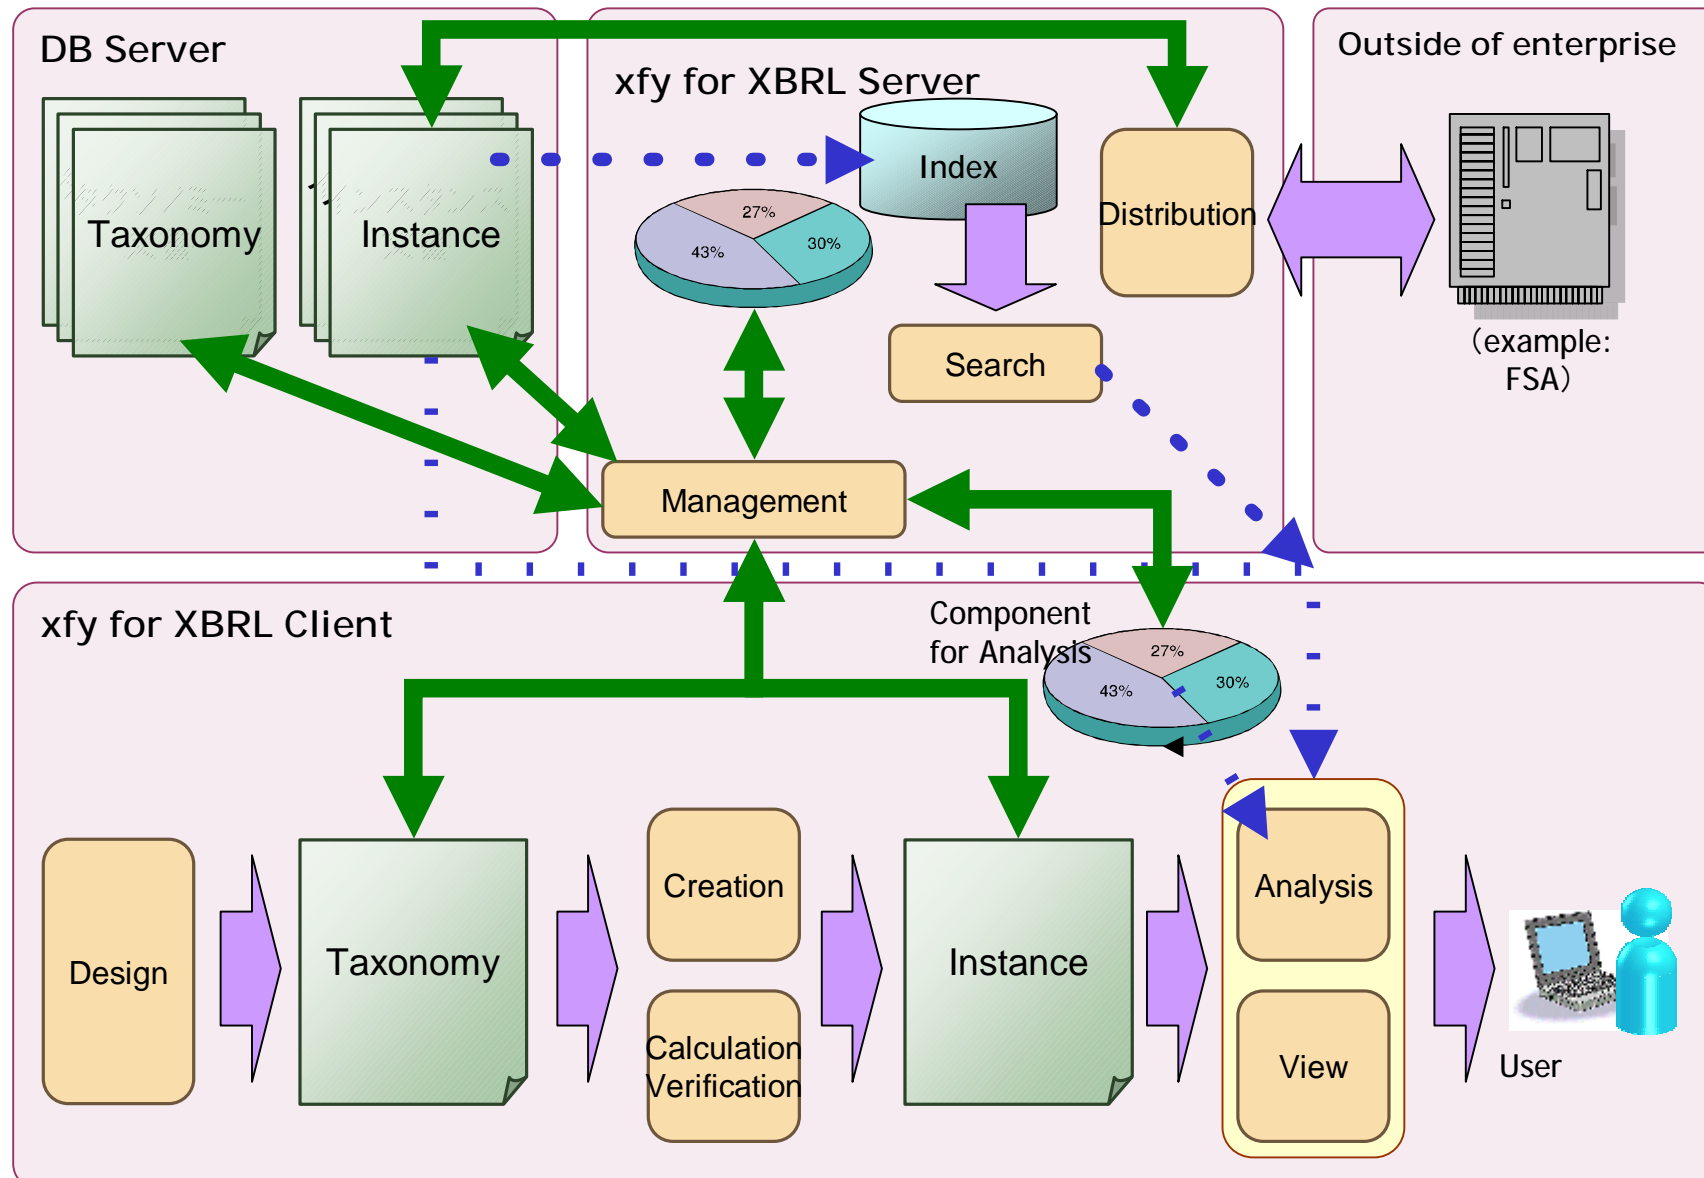 DB Server
xfy for XBRL Server
Outside of enterprise
Taxonomy
Instance
Index
Distribution
27%
43%
30%
Search
(example:
FSA)
Management
xfy for XBRL Client
Component
for Analysis
27%
43%
30%
Design
Taxonomy
Creation
Calculation
Verification
Instance
Analysis
View
User